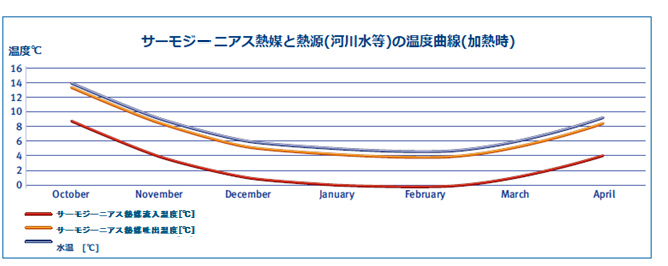 サーモジーニアス熱媒と熱源(河川水等)の温度曲線(加熱時)
温度℃
16
14
12
10
8
6
4
2
0
October November December January February March April
サーモジーニアス熱媒流入温度[℃]
サーモジーニアス熱媒吐出温度[℃]
水温 [℃]